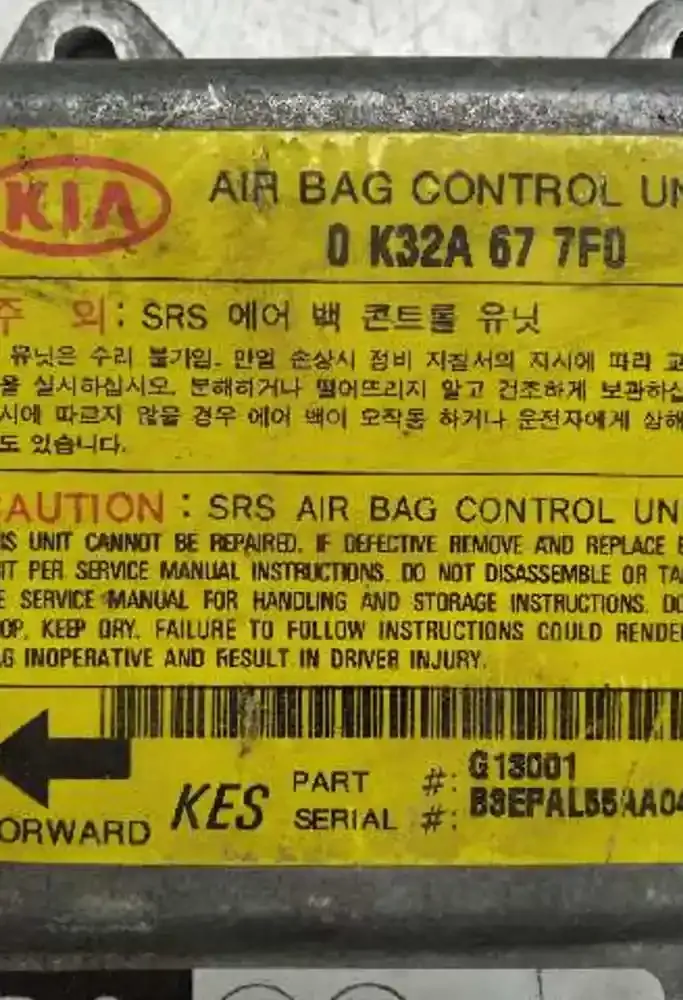 KIA
AIR BAG CONTROL UN
0 K32A 67 7F0
주 의: SRS 에어 백 콘트롤 유닛
유닛은 수리 불가임. 만일 손상시 정비 지침서의 지시에 따라 교
을 실시하십시오. 분해하거나 떨어뜨리지 말고 건조하게 보관하십
시에 따르지 않을 경우 에어 백이 오작동 하거나 운전자에게 상해
도 있습니다.
AUTION : SRS AIR BAG CONTROL UN
IS UNIT CANNOT BE REPAIRED. IF DEFECTIVE REMOVE AND REPLACE E
IT PER SERVICE MANUAL INSTRUCTIONS. DO NOT DISASSEMBLE OR TA
E SERVICE MANUAL FOR HANDLING AND STORAGE INSTRUCTIONS. DO
OP. KEEP DRY. FAILURE TO FOLLOW INSTRUCTIONS COULD RENDER
G INOPERATIVE AND RESULT IN DRIVER INJURY.
ORWARD
KES
PART #: G13001
SERIAL #: B3EPAL55AA04